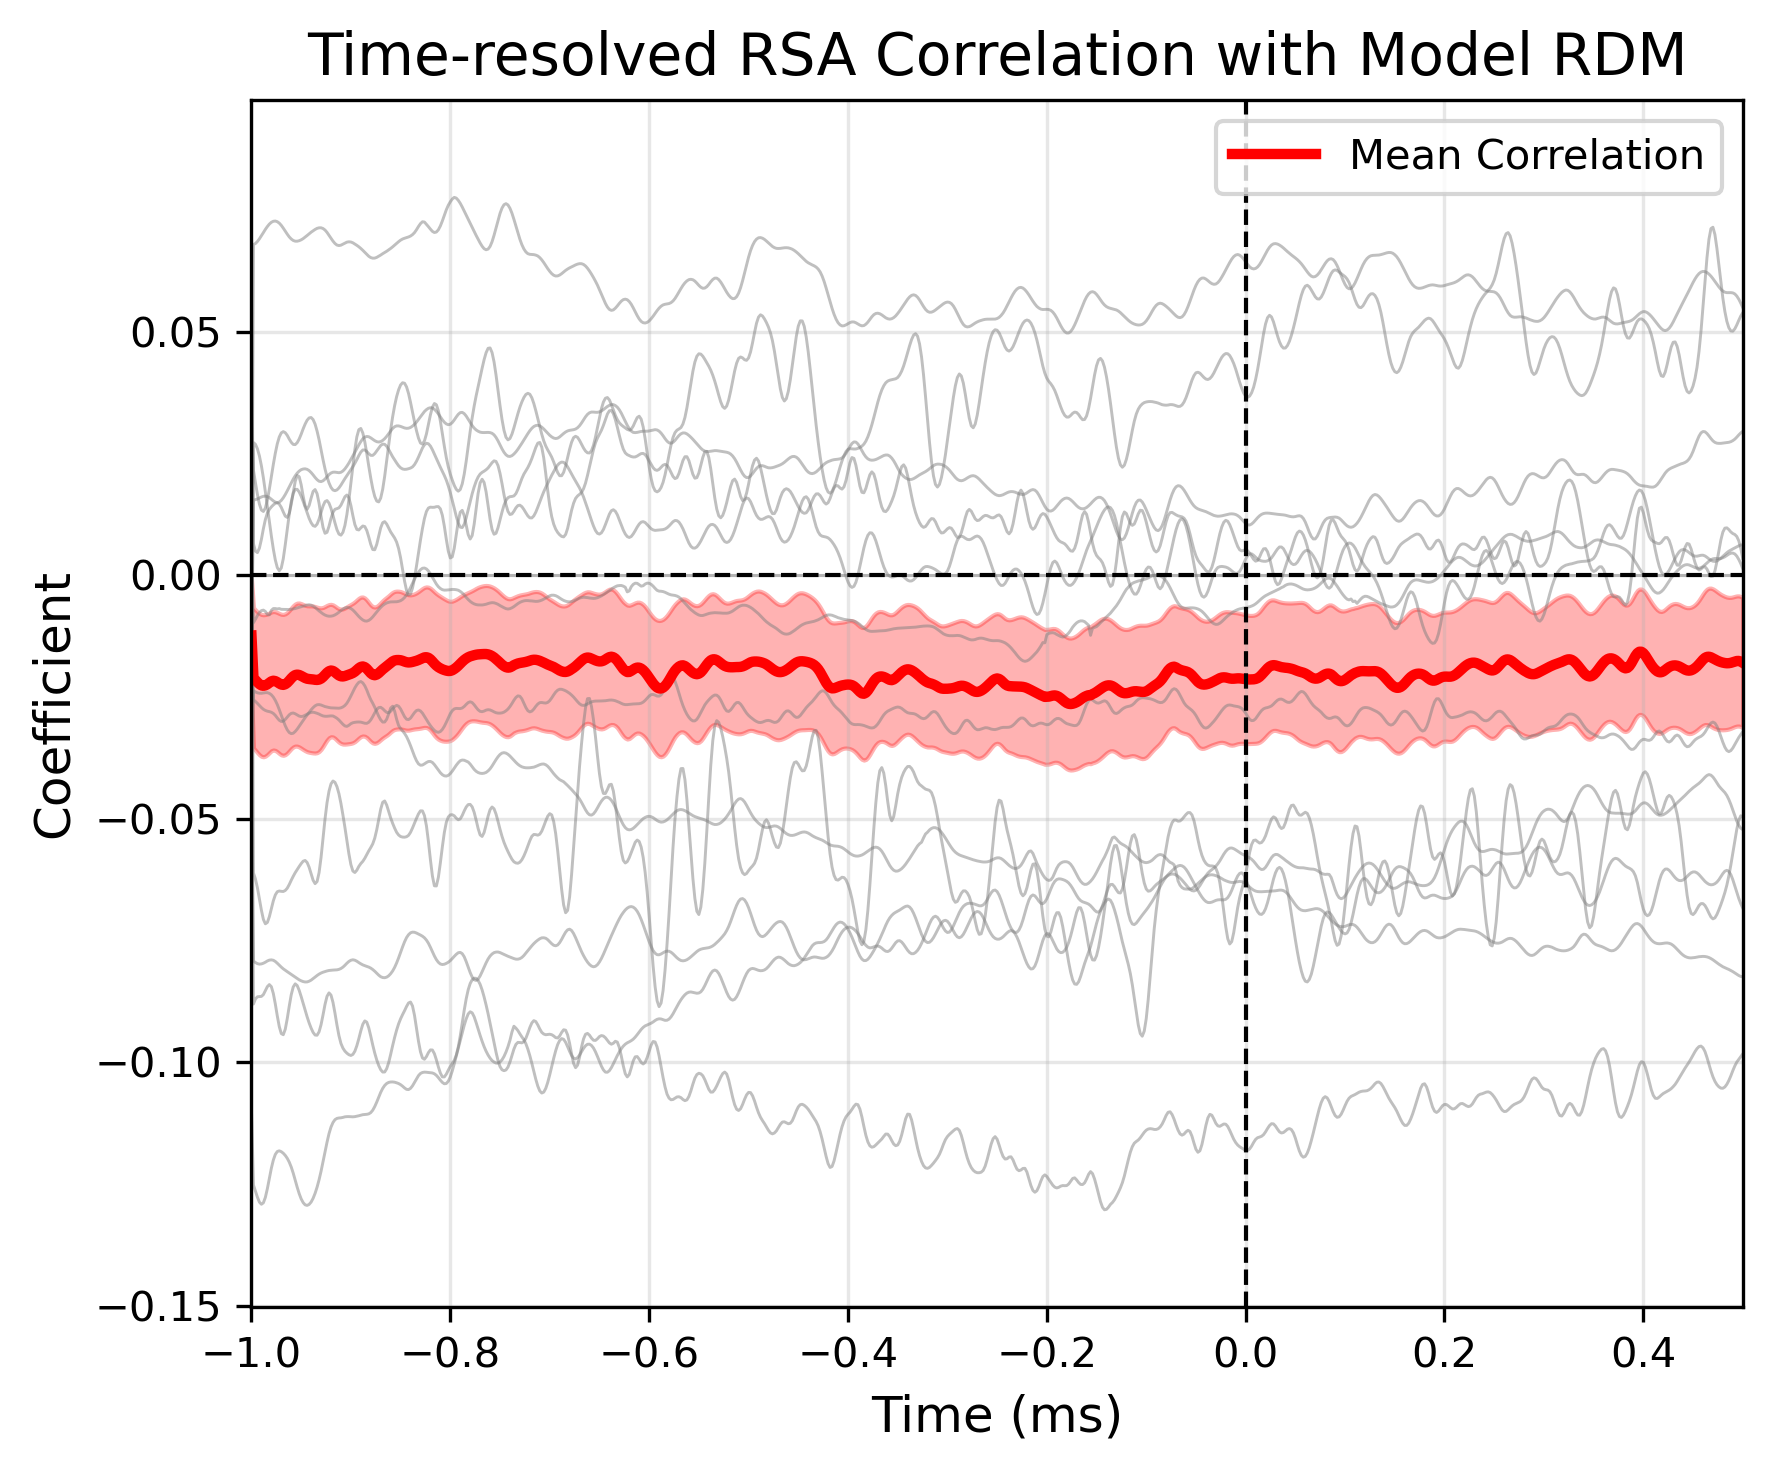 Time-resolved RSA Correlation with Model RDM
Mean Correlation
Coefficient
0.05
0.00
−0.05
−0.10
−0.15
−1.0 −0.8 −0.6 −0.4 −0.2 0.0 0.2 0.4
Time (ms)